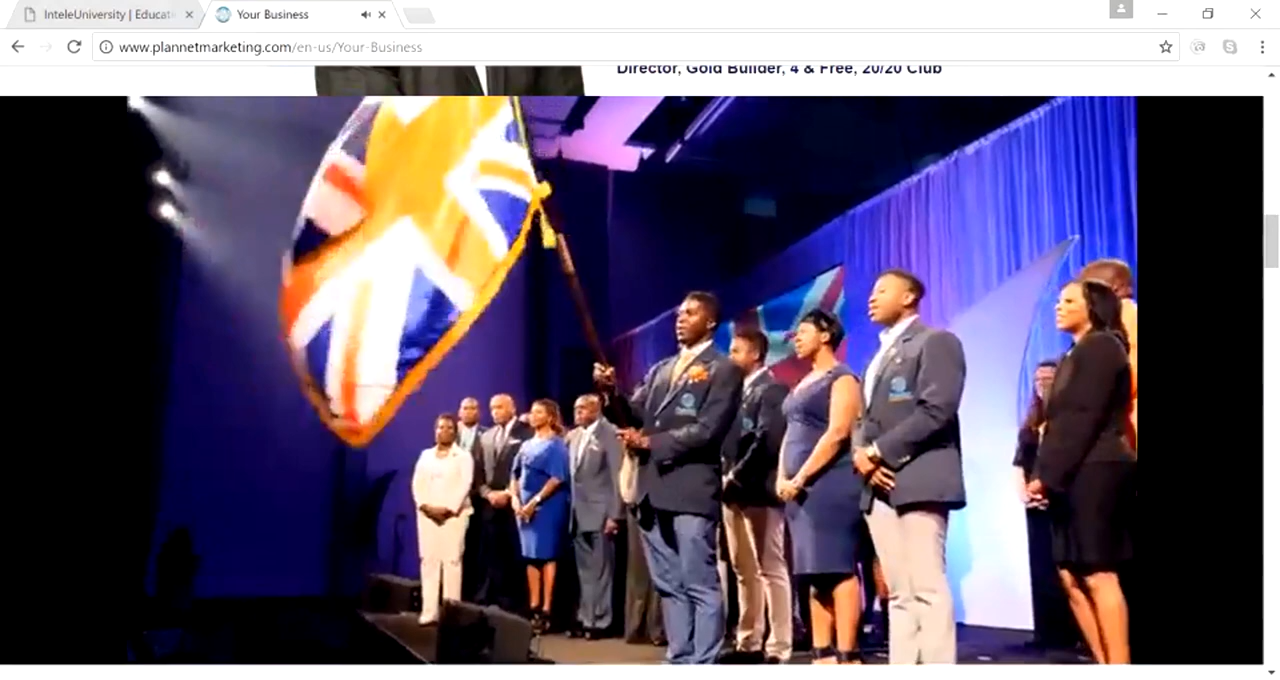 InteleUniversity | Educat
Your Business
www.plannetmarketing.com/en-us/Your-Business
Director, Gold Builder, 4 & Free, 20/20 Club